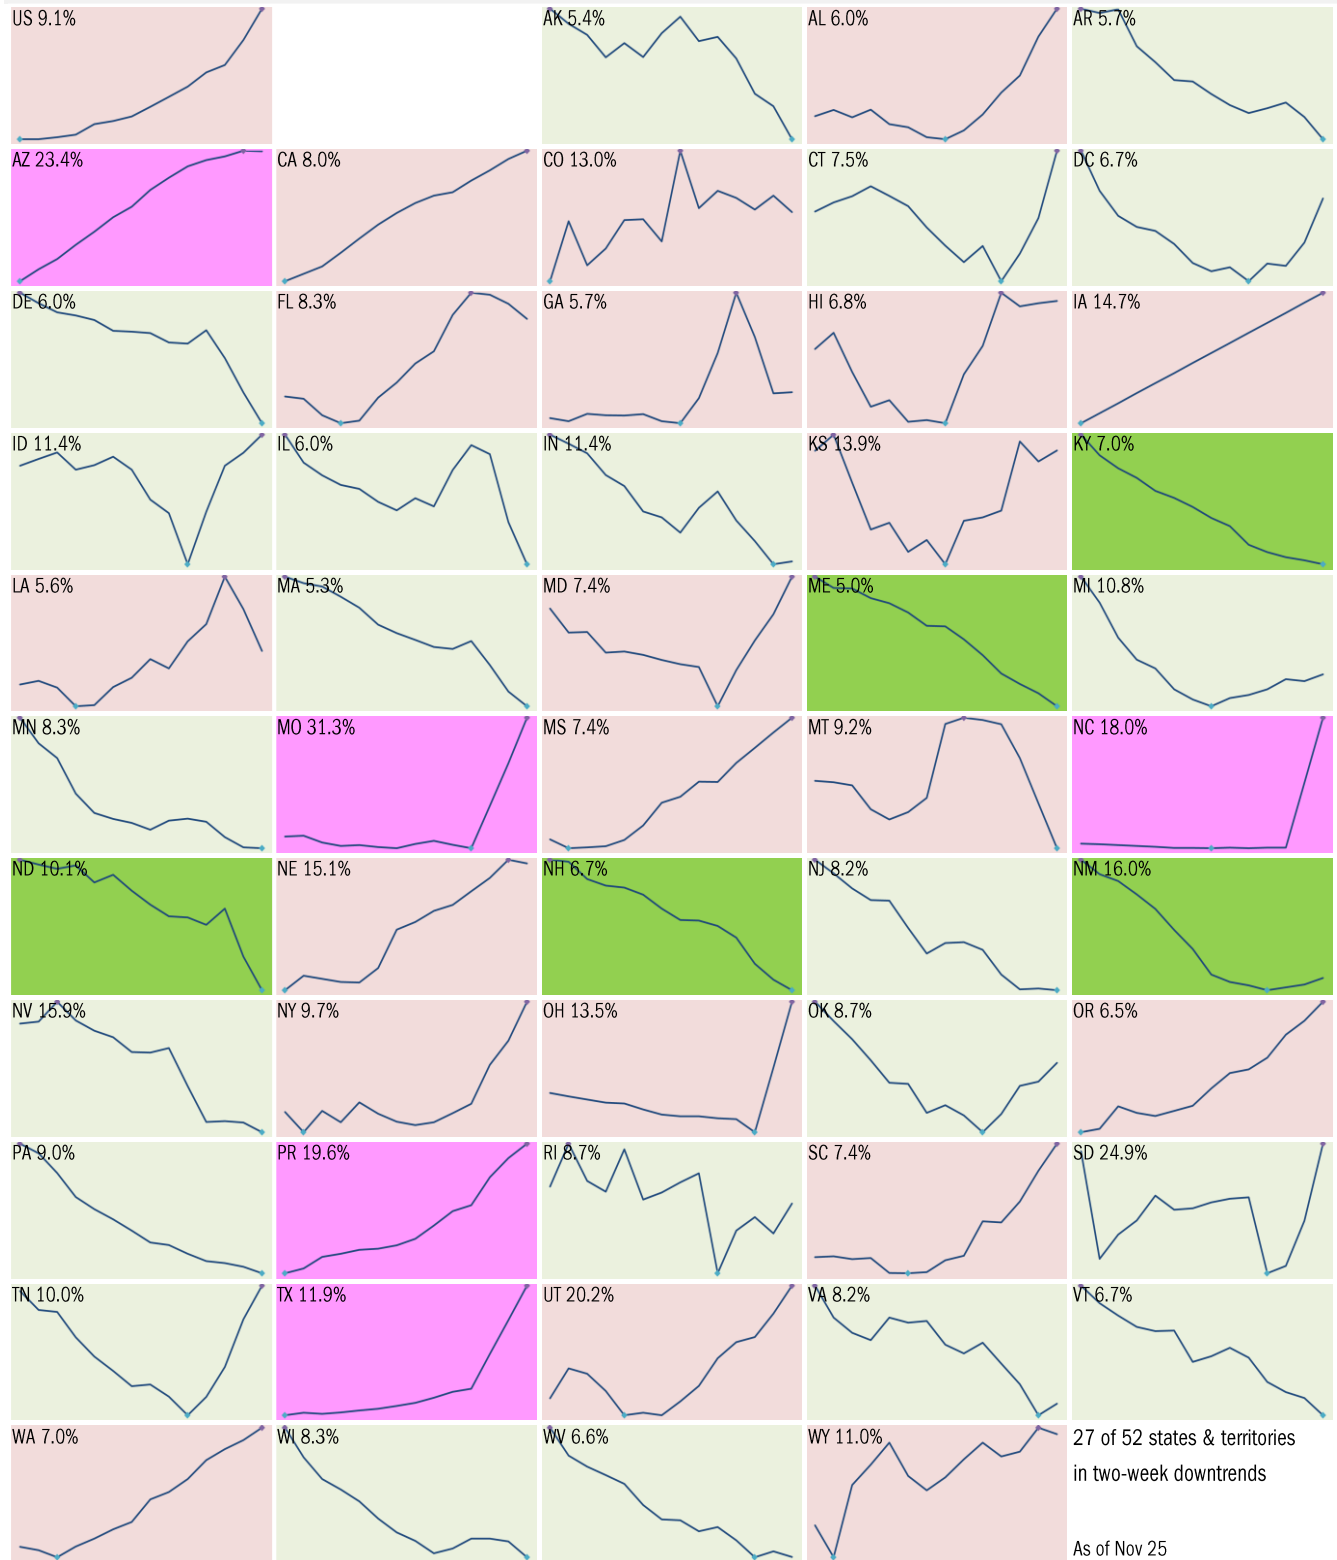 US 9.1%
AK 5.4%
AL 6.0%
AR 5.7%
AZ 23.4%
CA 8.0%
CO 13.0%
CT 7.5%
DC 6.7%
DE 6.0%
FL 8.3%
GA 5.7%
HI 6.8%
IA 14.7%
ID 11.4%
IL 6.0%
IN 11.4%
KS 13.9%
KY 7.0%
LA 5.6%
MA 5.3%
MD 7.4%
ME 5.0%
MI 10.8%
MN 8.3%
MO 31.3%
MS 7.4%
MT 9.2%
NC 18.0%
ND 10.1%
NE 15.1%
NH 6.7%
NJ 8.2%
NM 16.0%
NV 15.9%
NY 9.7%
OH 13.5%
OK 8.7%
OR 6.5%
PA 9.0%
PR 19.6%
RI 8.7%
SC 7.4%
SD 24.9%
TN 10.0%
TX 11.9%
UT 20.2%
VA 8.2%
VT 6.7%
WA 7.0%
WI 8.3%
WV 6.6%
WY 11.0%
27 of 52 states & territories
in two-week downtrends
As of Nov 25